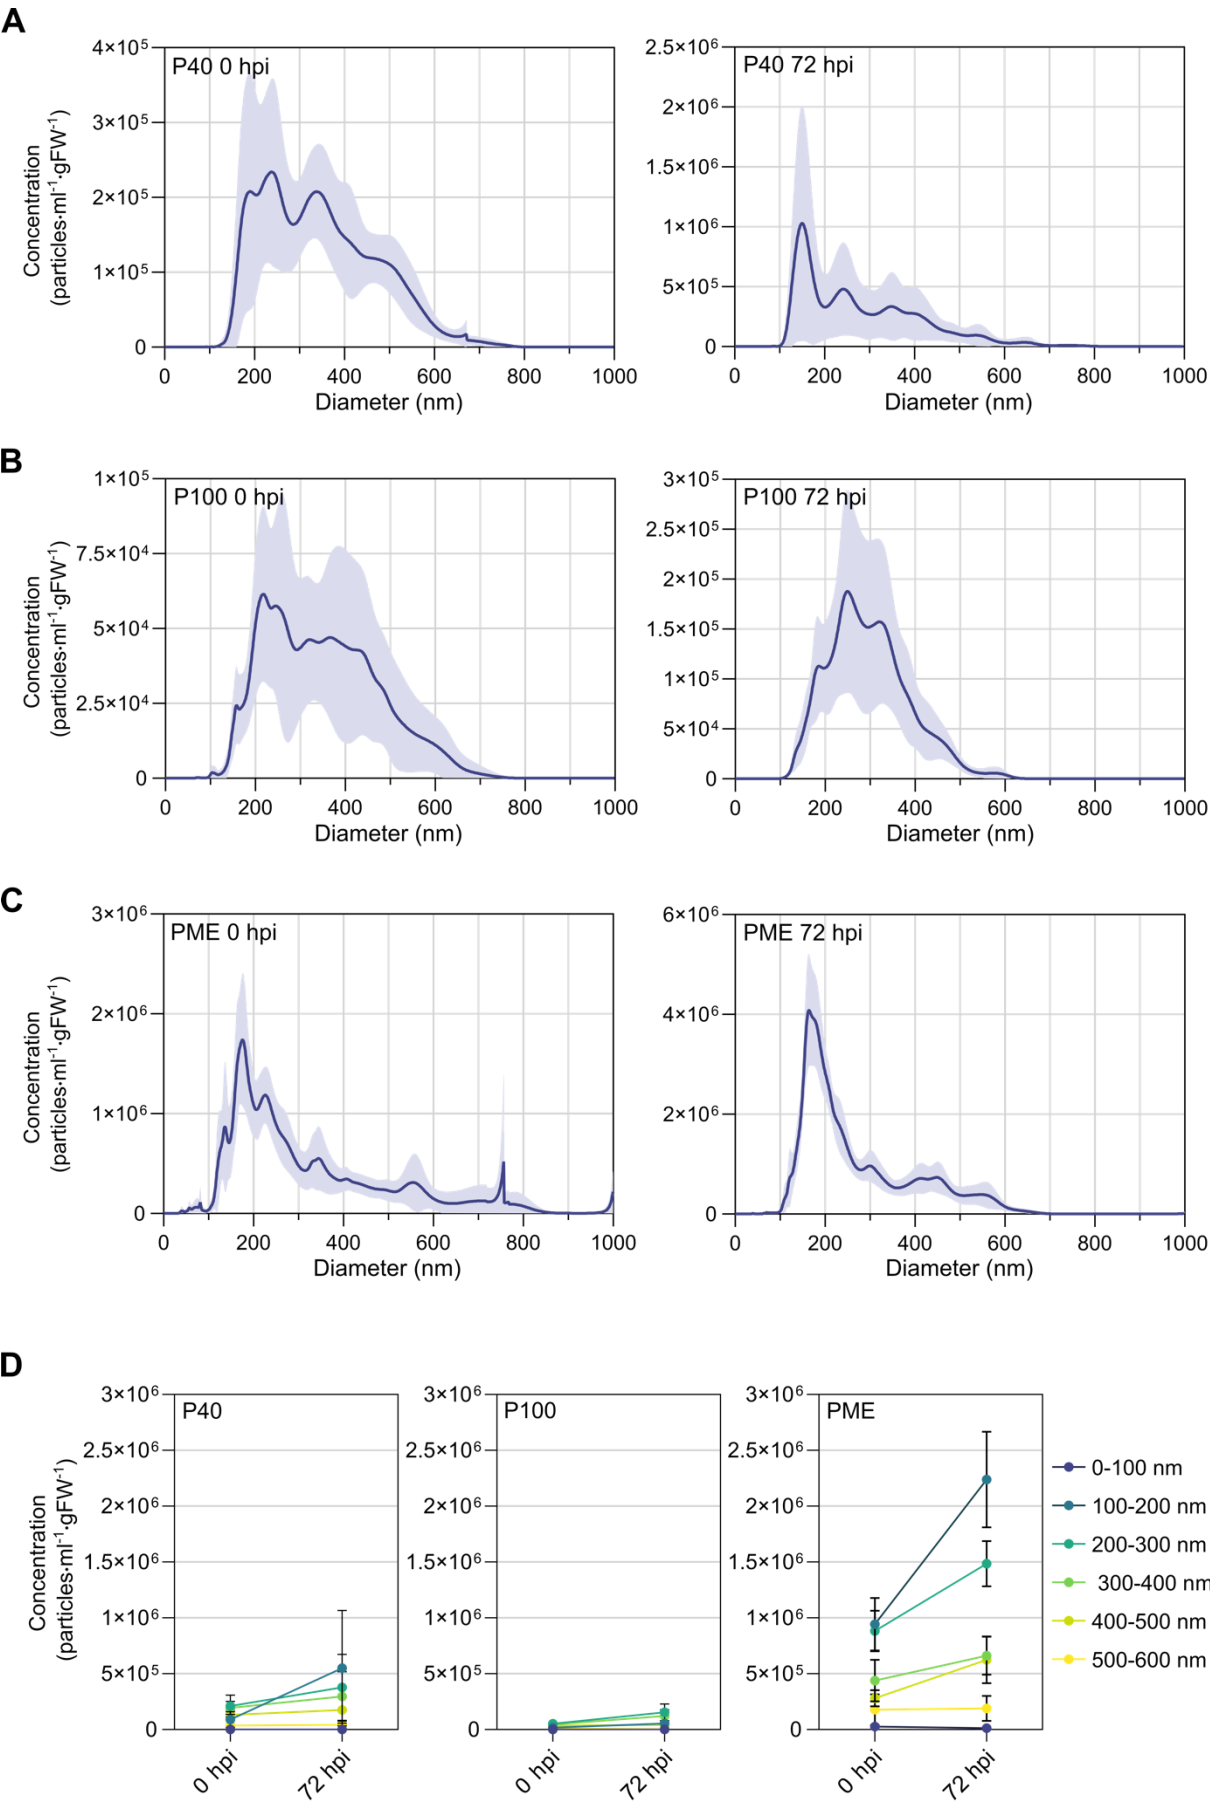 A
P40 0 hpi
4×10⁵
3×10⁵
2×10⁵
1×10⁵
0
Concentration
(particles·ml⁻¹·gFW⁻¹)
0 200 400 600 800 1000
Diameter (nm)
P40 72 hpi
2.5×10⁶
2×10⁶
1.5×10⁶
1×10⁶
5×10⁵
0
0 200 400 600 800 1000
Diameter (nm)
B
P100 0 hpi
1×10⁵
7.5×10⁴
5×10⁴
2.5×10⁴
0
Concentration
(particles·ml⁻¹·gFW⁻¹)
0 200 400 600 800 1000
Diameter (nm)
P100 72 hpi
3×10⁵
2.5×10⁵
2×10⁵
1.5×10⁵
1×10⁵
5×10⁴
0
0 200 400 600 800 1000
Diameter (nm)
C
PME 0 hpi
3×10⁶
2×10⁶
1×10⁶
0
Concentration
(particles·ml⁻¹·gFW⁻¹)
0 200 400 600 800 1000
Diameter (nm)
PME 72 hpi
6×10⁶
4×10⁶
2×10⁶
0
0 200 400 600 800 1000
Diameter (nm)
D
P40
3×10⁶
2.5×10⁶
2×10⁶
1.5×10⁶
1×10⁶
5×10⁵
0
Concentration
(particles·ml⁻¹·gFW⁻¹)
0 hpi 72 hpi
P100
3×10⁶
2.5×10⁶
2×10⁶
1.5×10⁶
1×10⁶
5×10⁵
0
0 hpi 72 hpi
PME
3×10⁶
2.5×10⁶
2×10⁶
1.5×10⁶
1×10⁶
5×10⁵
0
0 hpi 72 hpi
0-100 nm
100-200 nm
200-300 nm
300-400 nm
400-500 nm
500-600 nm